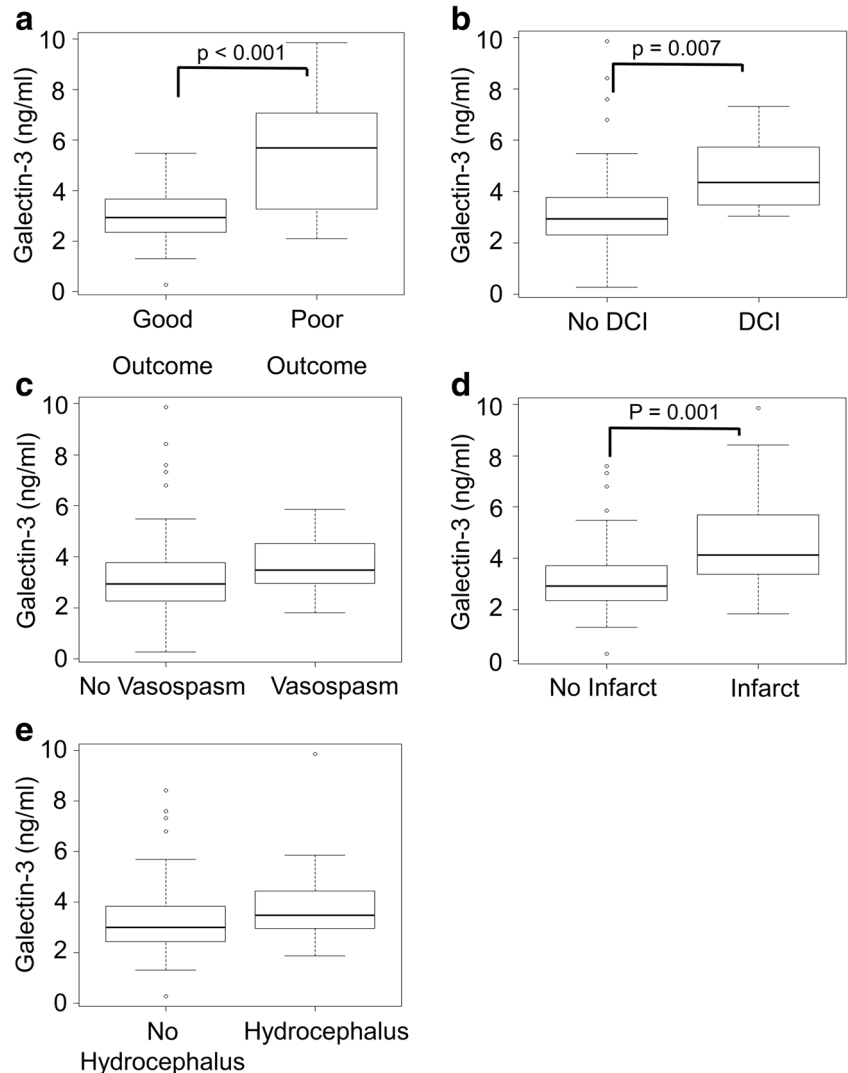 a
p < 0.001
Galectin-3 (ng/ml)
10
8
6
4
2
0
Good Poor
Outcome Outcome
b
p = 0.007
Galectin-3 (ng/ml)
10
8
6
4
2
0
No DCI DCI
c
Galectin-3 (ng/ml)
10
8
6
4
2
0
No Vasospasm Vasospasm
d
P = 0.001
Galectin-3 (ng/ml)
10
8
6
4
2
0
No Infarct Infarct
e
Galectin-3 (ng/ml)
10
8
6
4
2
0
No Hydrocephalus
Hydrocephalus